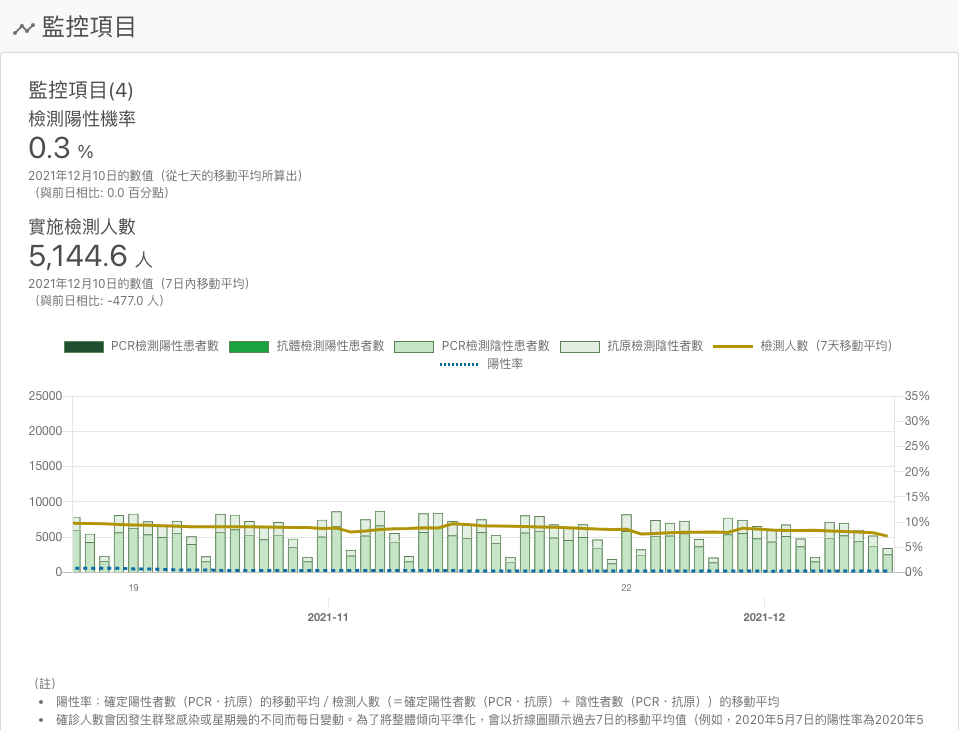 監控項目
監控項目(4)
檢測陽性機率
0.3 %
2021年12月10日的數值（從七天的移動平均所算出）
（與前日相比: 0.0 百分點）
實施檢測人數
5,144.6 人
2021年12月10日的數值（7日內移動平均）
（與前日相比: -477.0 人）
PCR檢測陽性患者數 抗體檢測陽性患者數 PCR檢測陰性患者數 抗原檢測陰性者數 檢測人數（7天移動平均）
陽性率
25000 35%
30%
20000
25%
15000
20%
15%
10000
10%
5000
5%
0 0%
19 22
2021-11 2021-12
（註）
• 陽性率：確定陽性者數（PCR・抗原）的移動平均 / 檢測人數（＝確定陽性者數（PCR・抗原）＋ 陰性者數（PCR・抗原））的移動平均
• 確診人數會因發生群聚感染或星期幾的不同而每日變動。為了將整體傾向平準化，會以折線圖顯示過去7日的移動平均值（例如，2020年5月7日的陽性率為2020年5